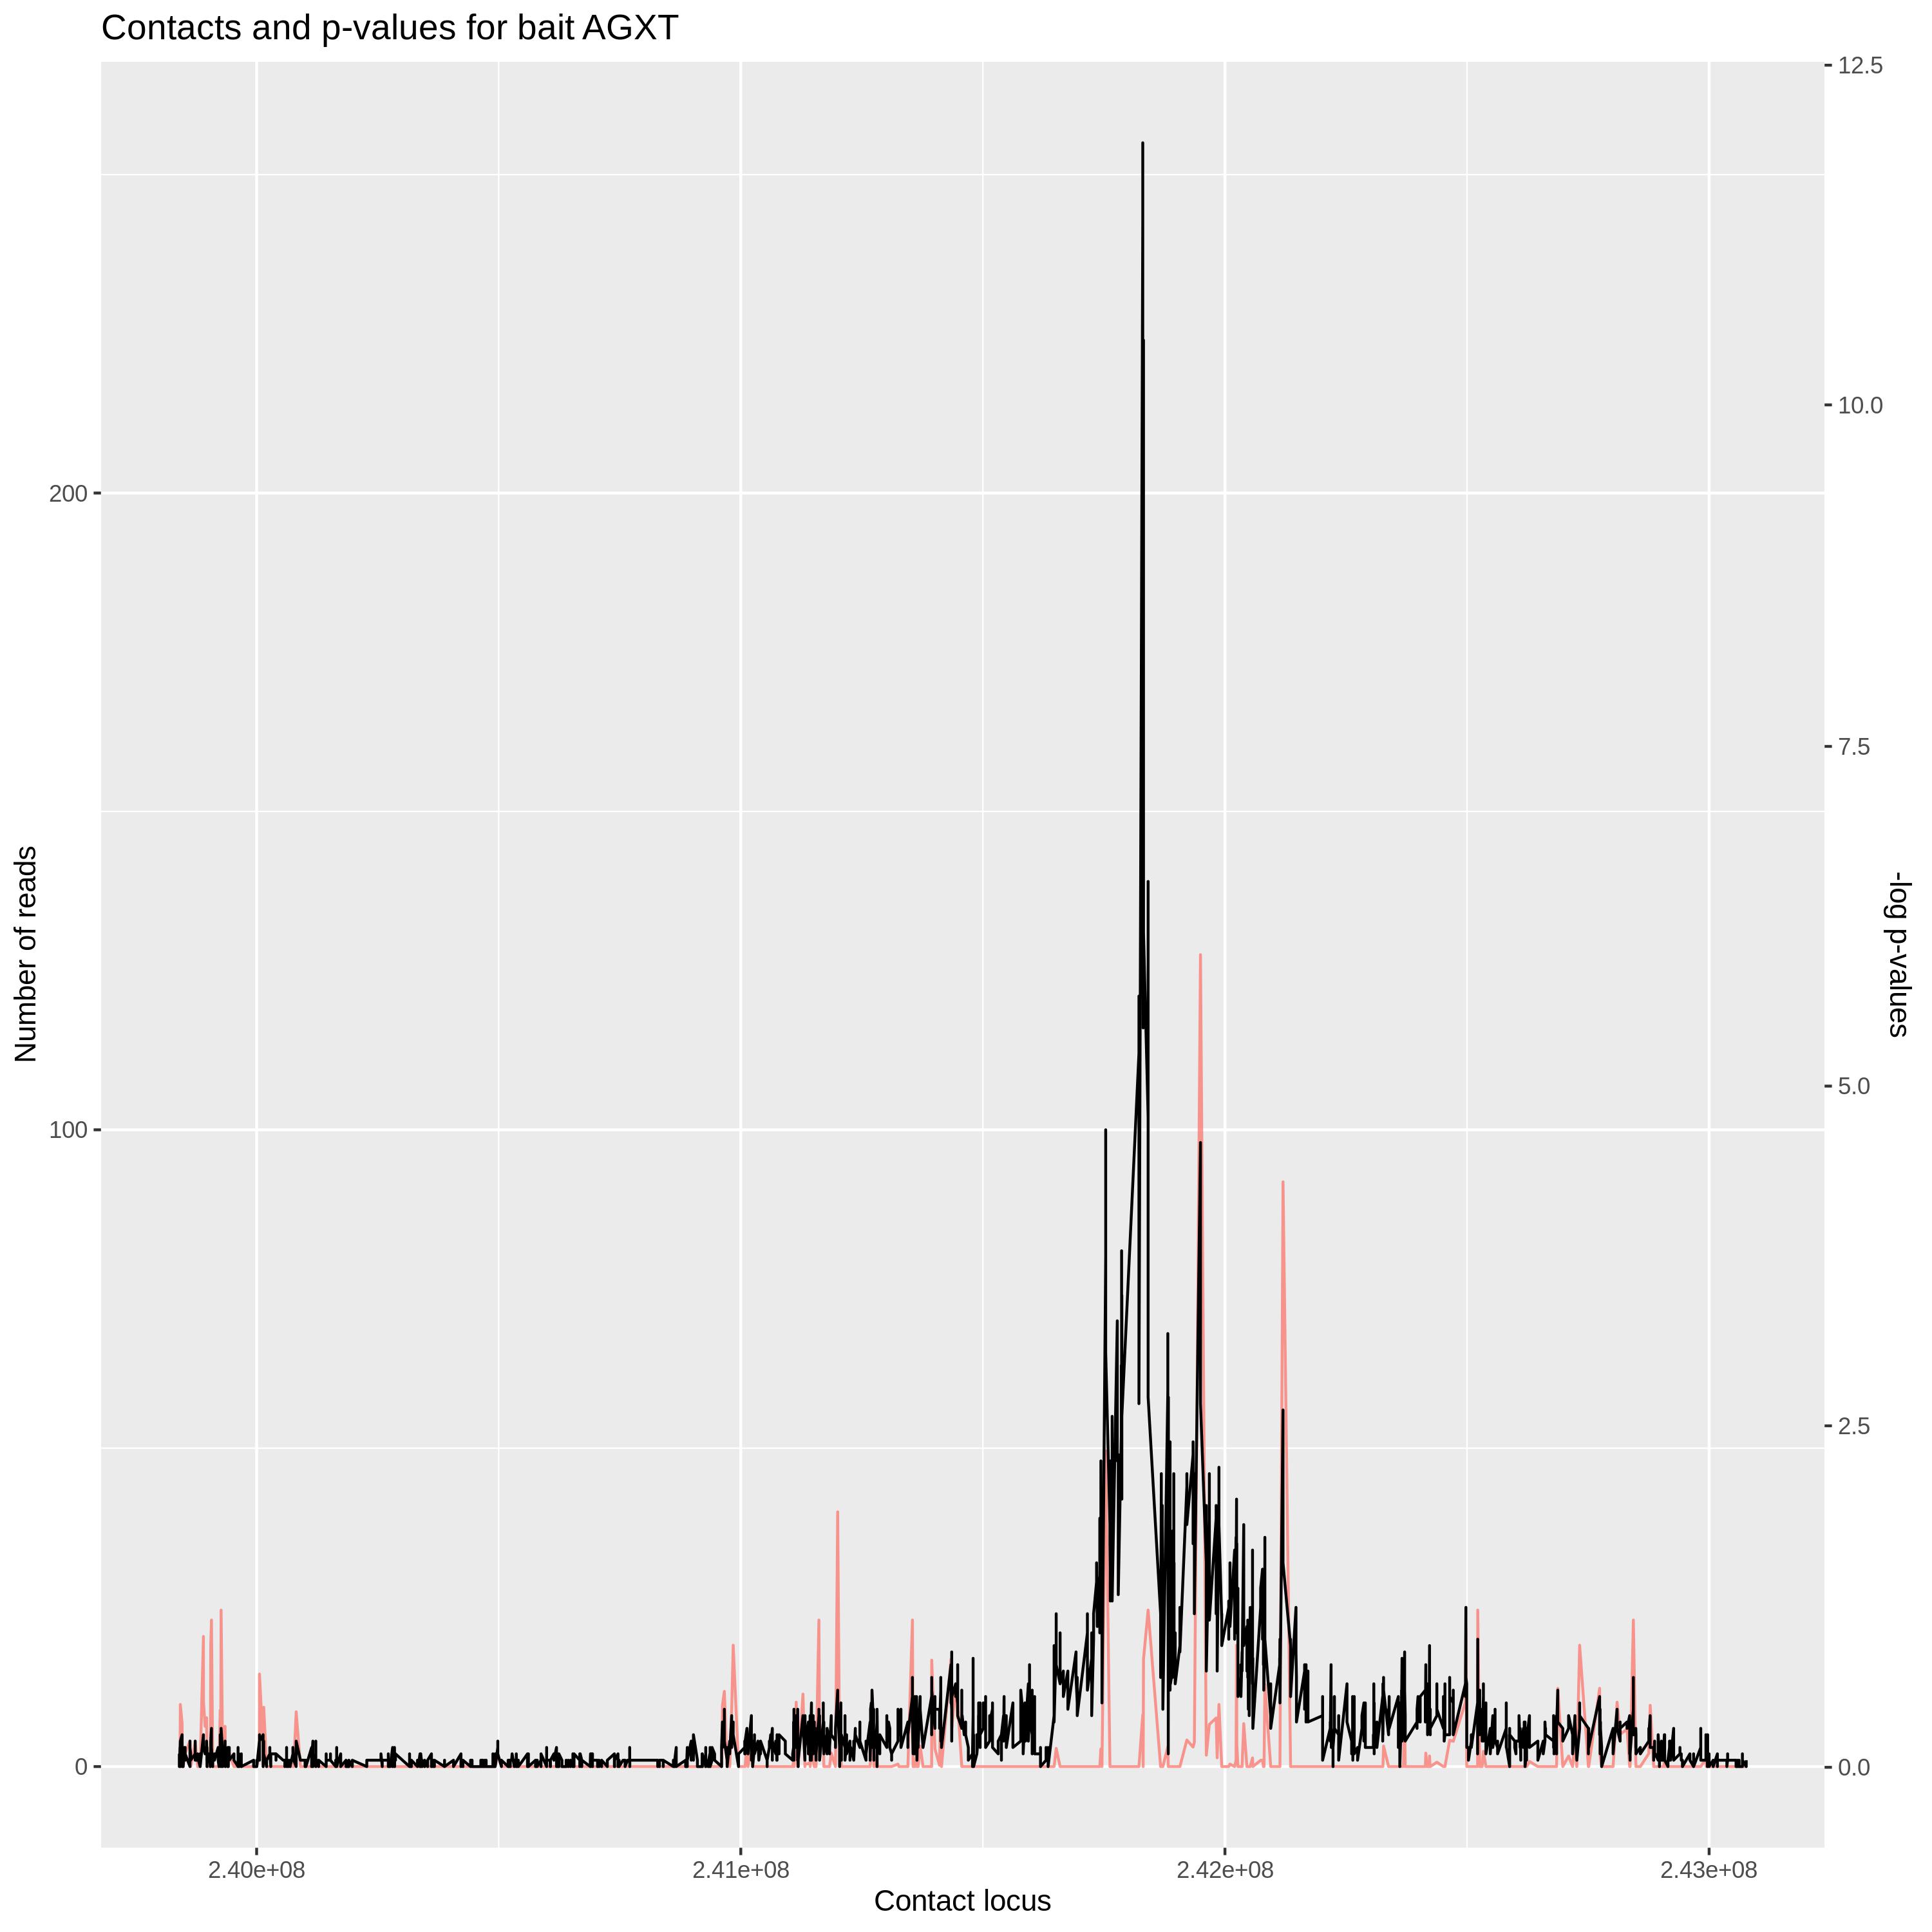 Contacts and p-values for bait AGXT
Number of reads
200
100
0
12.5
10.0
7.5
5.0
2.5
0.0
-log p-values
2.40e+08
2.41e+08
2.42e+08
2.43e+08
Contact locus